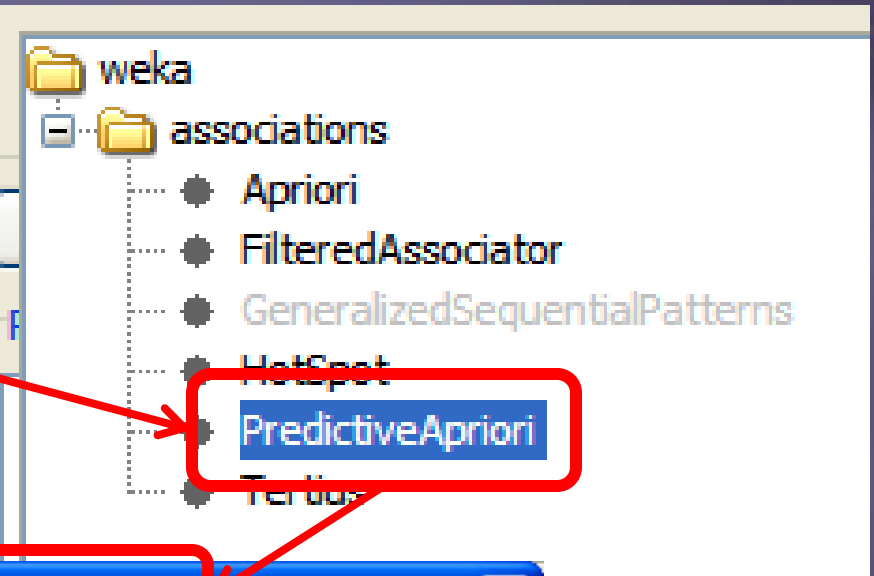 weka
associations
Apriori
FilteredAssociator
GeneralizedSequentialPatterns
HotSpot
PredictiveApriori
Tertius